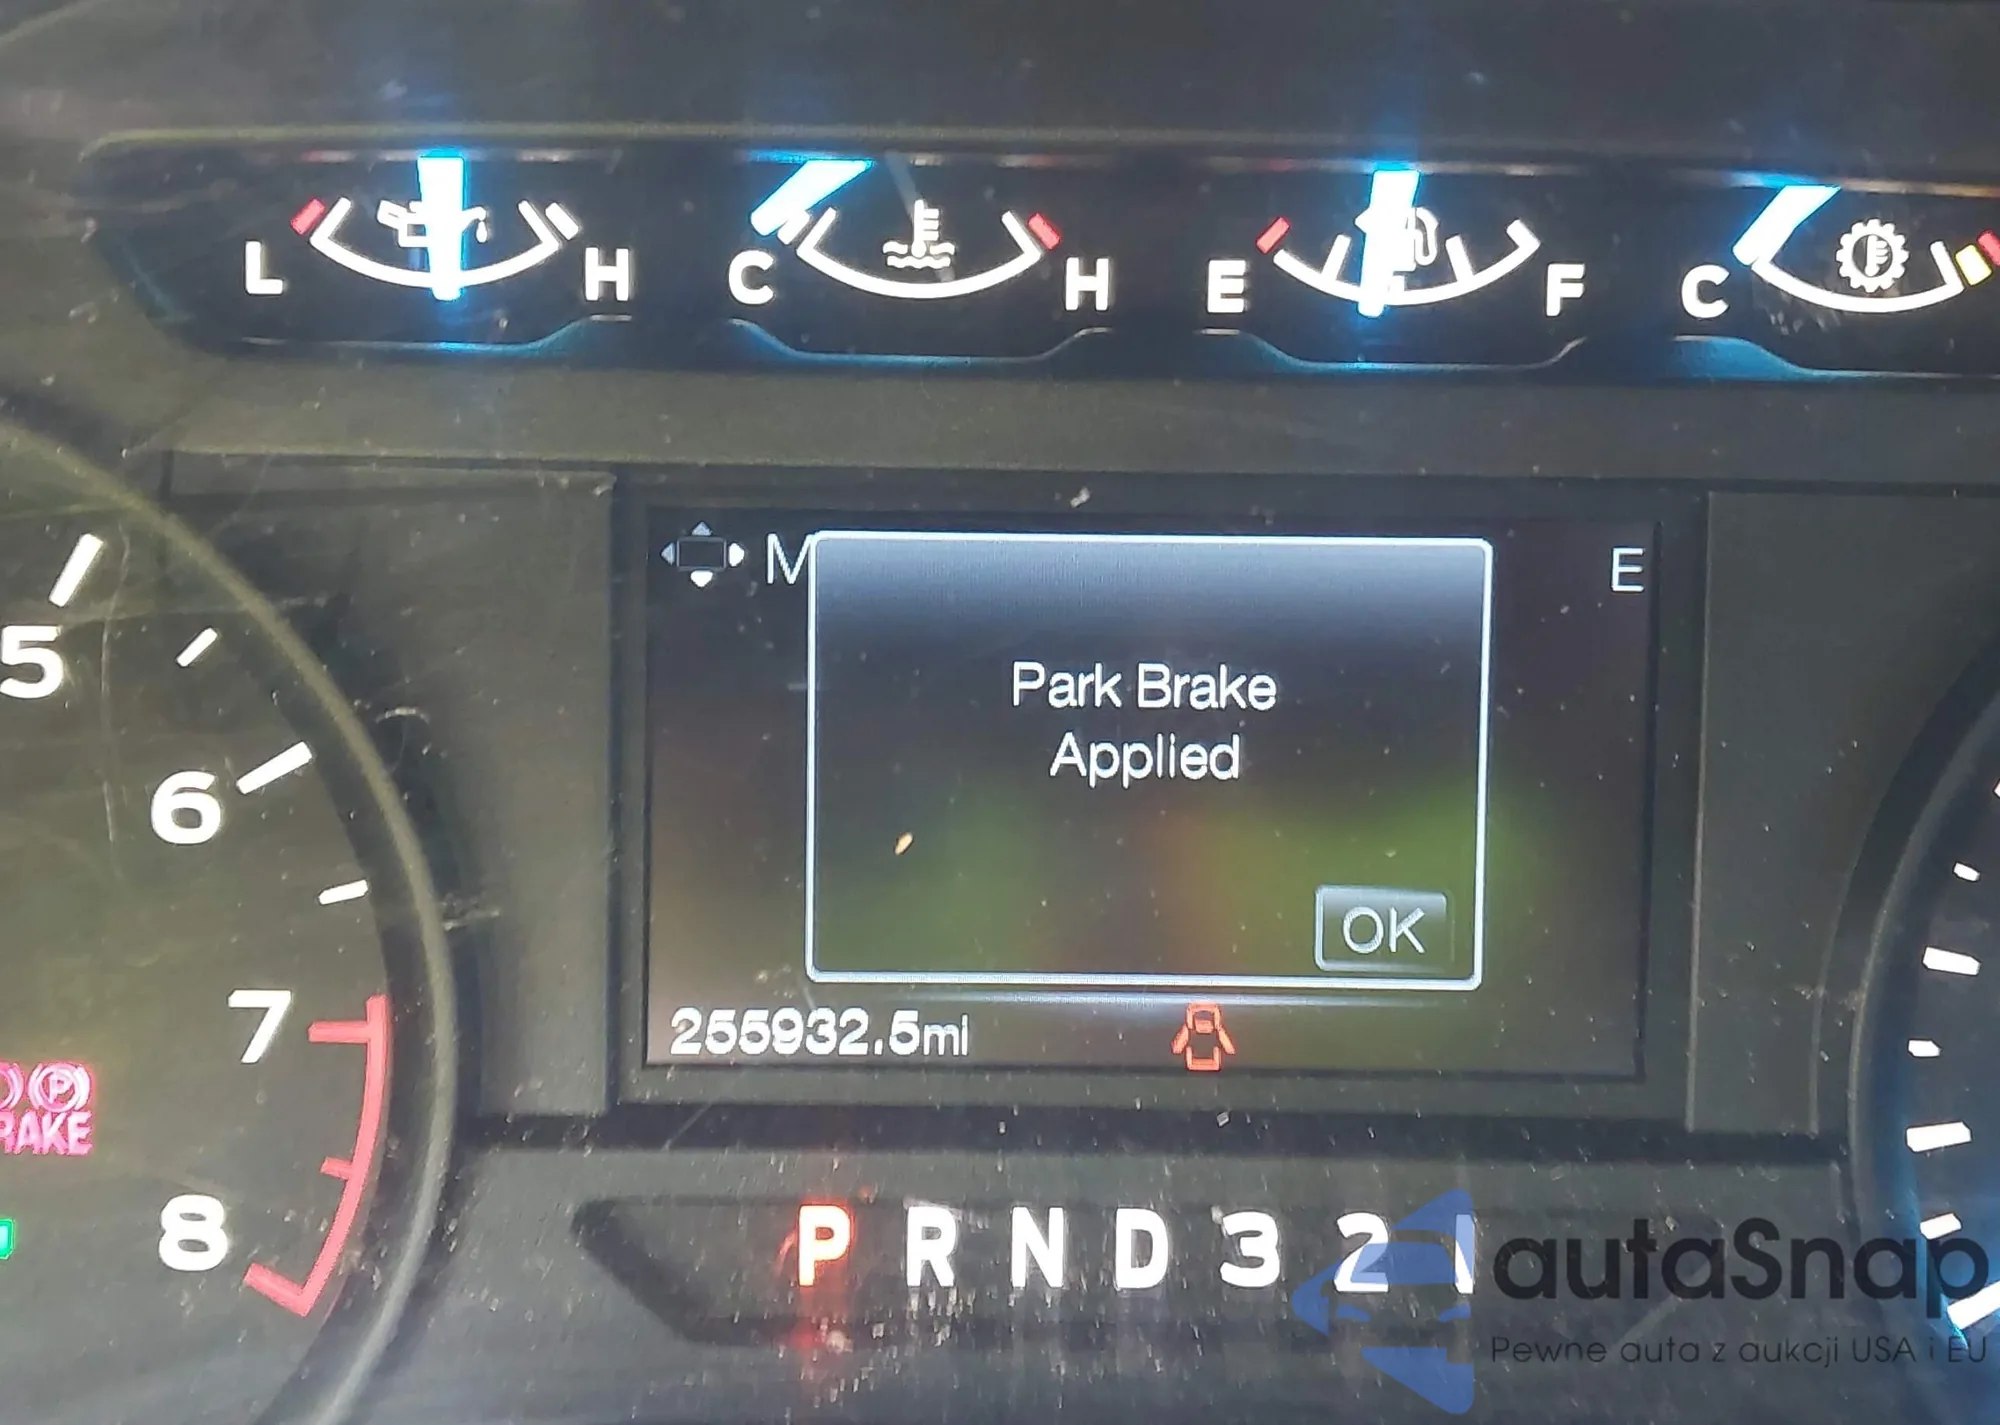 L H C H E F C
M E
Park Brake
Applied
OK
255932.5mi
5
6
7
8
P
RAKE
P R N D 3 2 1
autaSnap
Pewne auta z aukcji USA i EU